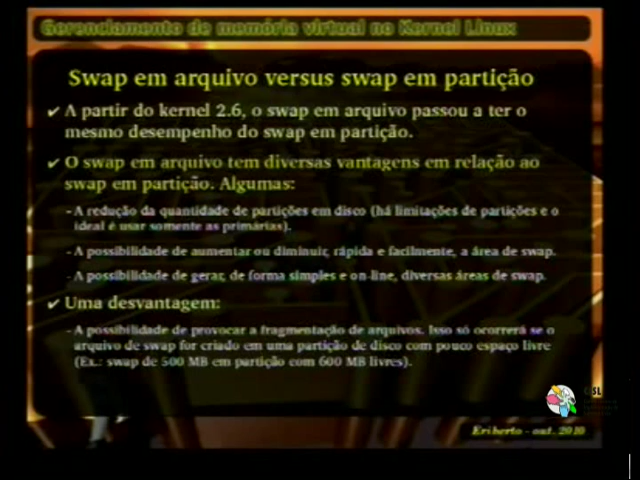 Gerenciamento de memória virtual no Kernel Linux
Swap em arquivo versus swap em partição
✔ A partir do kernel 2.6, o swap em arquivo passou a ter o
mesmo desempenho do swap em partição.
✔ O swap em arquivo tem diversas vantagens em relação ao
swap em partição. Algumas:
- A redução da quantidade de partições em disco (há limitações de partições e o
ideal é usar somente as primárias).
- A possibilidade de aumentar ou diminuir, rápida e facilmente, a área de swap.
- A possibilidade de gerar, de forma simples e on-line, diversas áreas de swap.
✔ Uma desvantagem:
- A possibilidade de provocar a fragmentação de arquivos. Isso só ocorrerá se o
arquivo de swap for criado em uma partição de disco com pouco espaço livre
(Ex.: swap de 500 MB em partição com 600 MB livres).
Eriberto - out. 2010